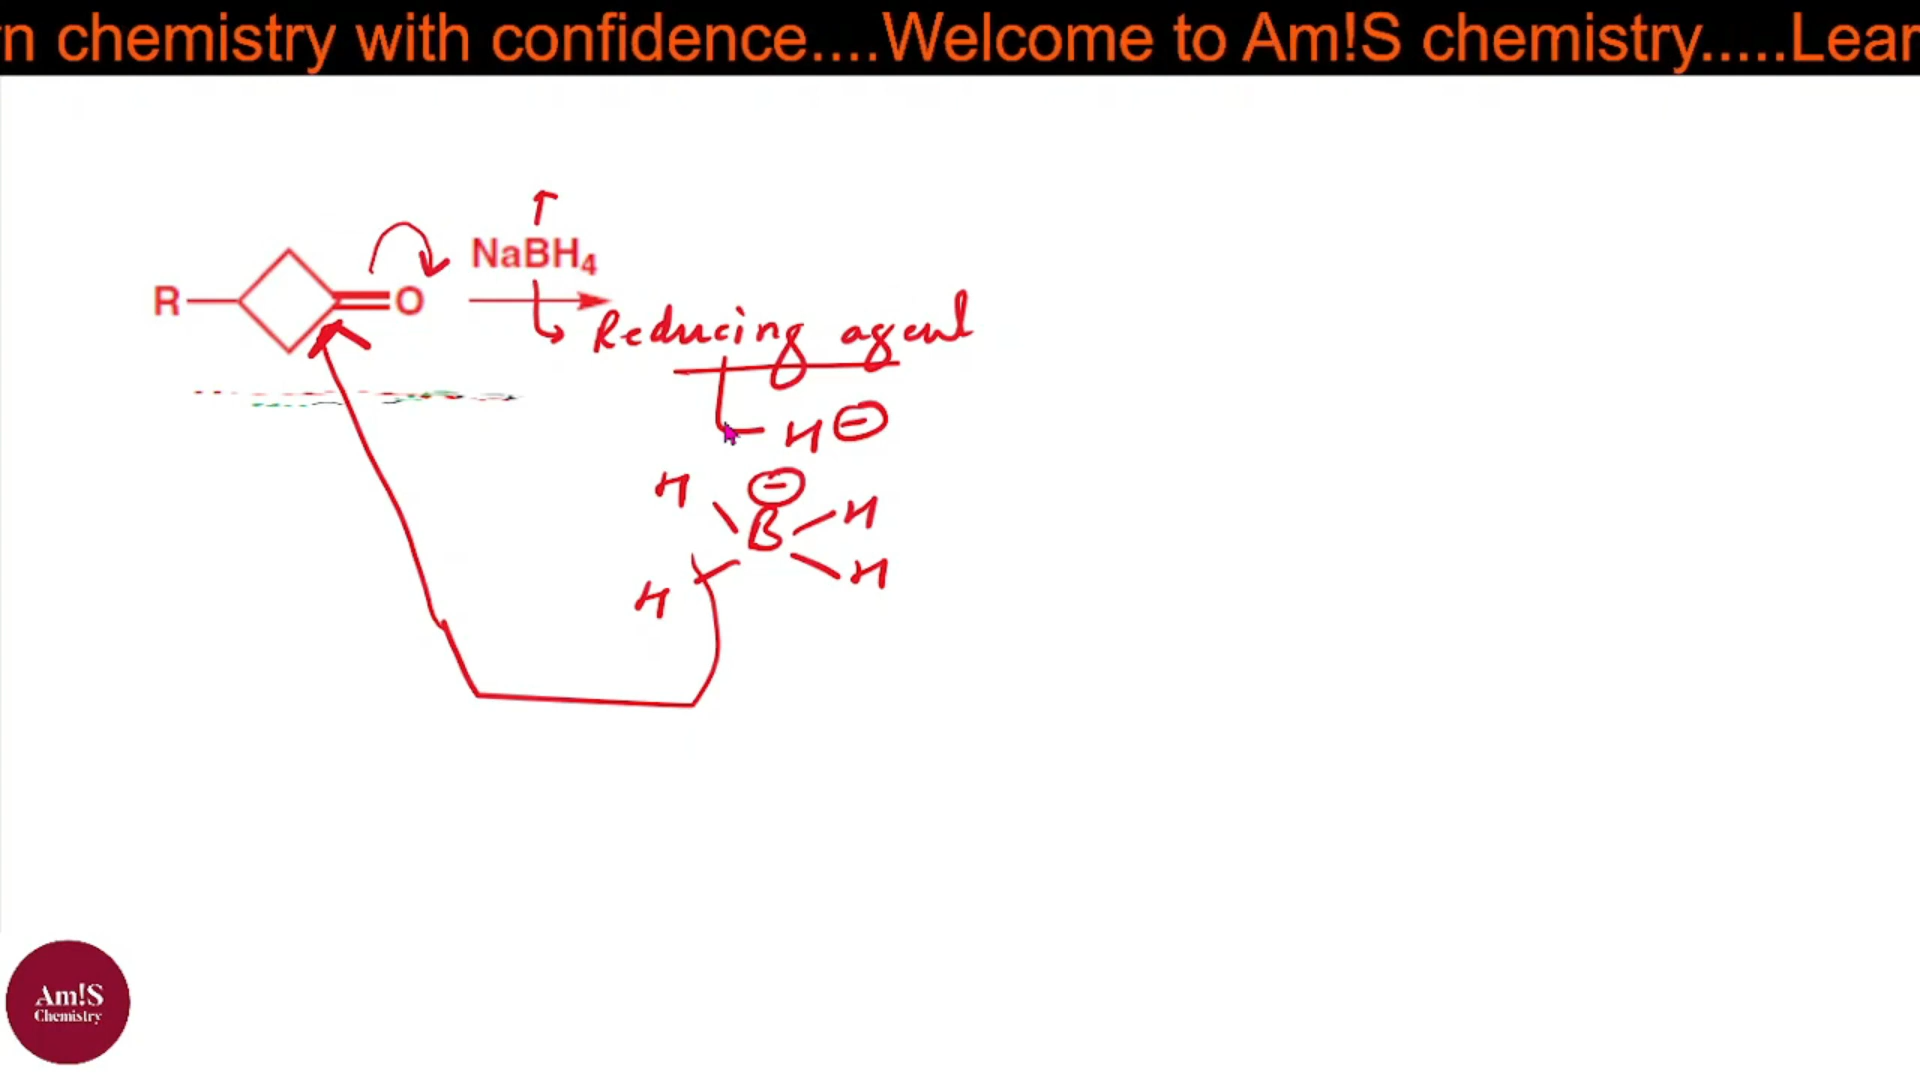 n chemistry with confidence....Welcome to Am!S chemistry.....Lear
NaBH4
R
O
Reducing agent
H ⊖
H ⊖
B H
H H
Am!S
Chemistry